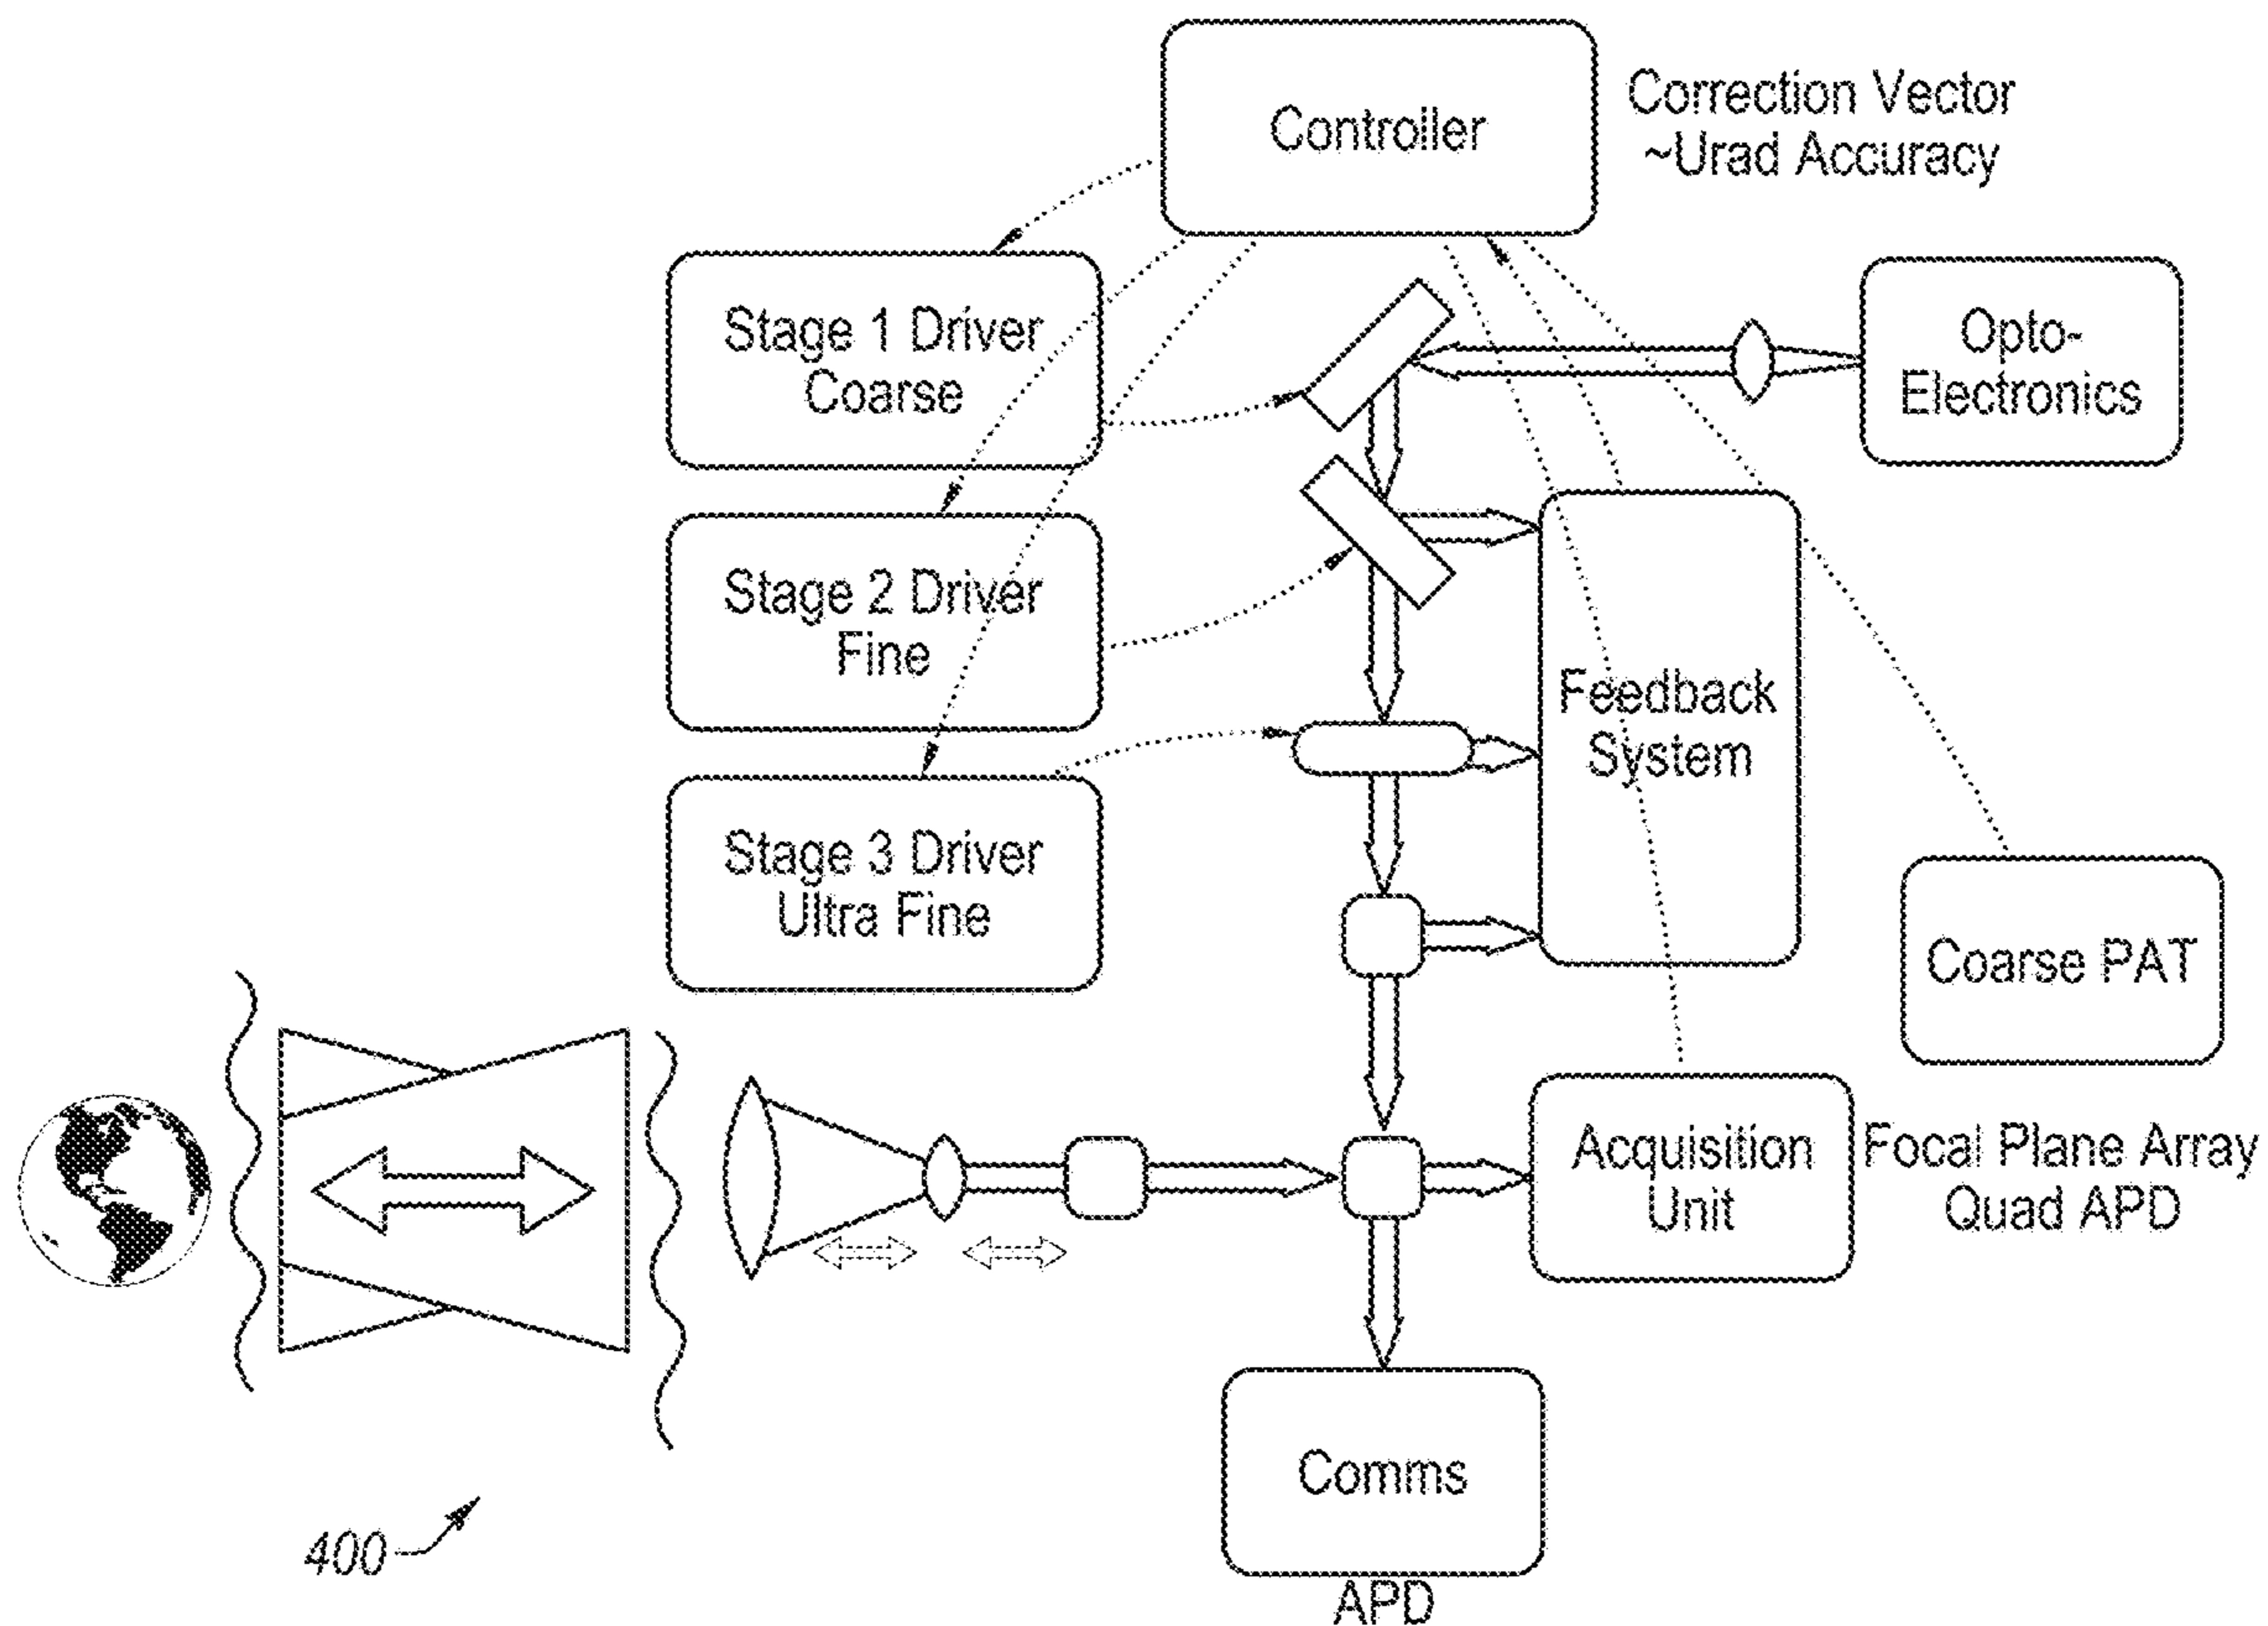 Controller
Correction Vector
~Urad Accuracy
Stage 1 Driver
Coarse
Opto-
Electronics
Stage 2 Driver
Fine
Feedback
System
Stage 3 Driver
Ultra Fine
Coarse PAT
Acquisition
Unit
Focal Plane Array
Quad APD
Comms
APD
400